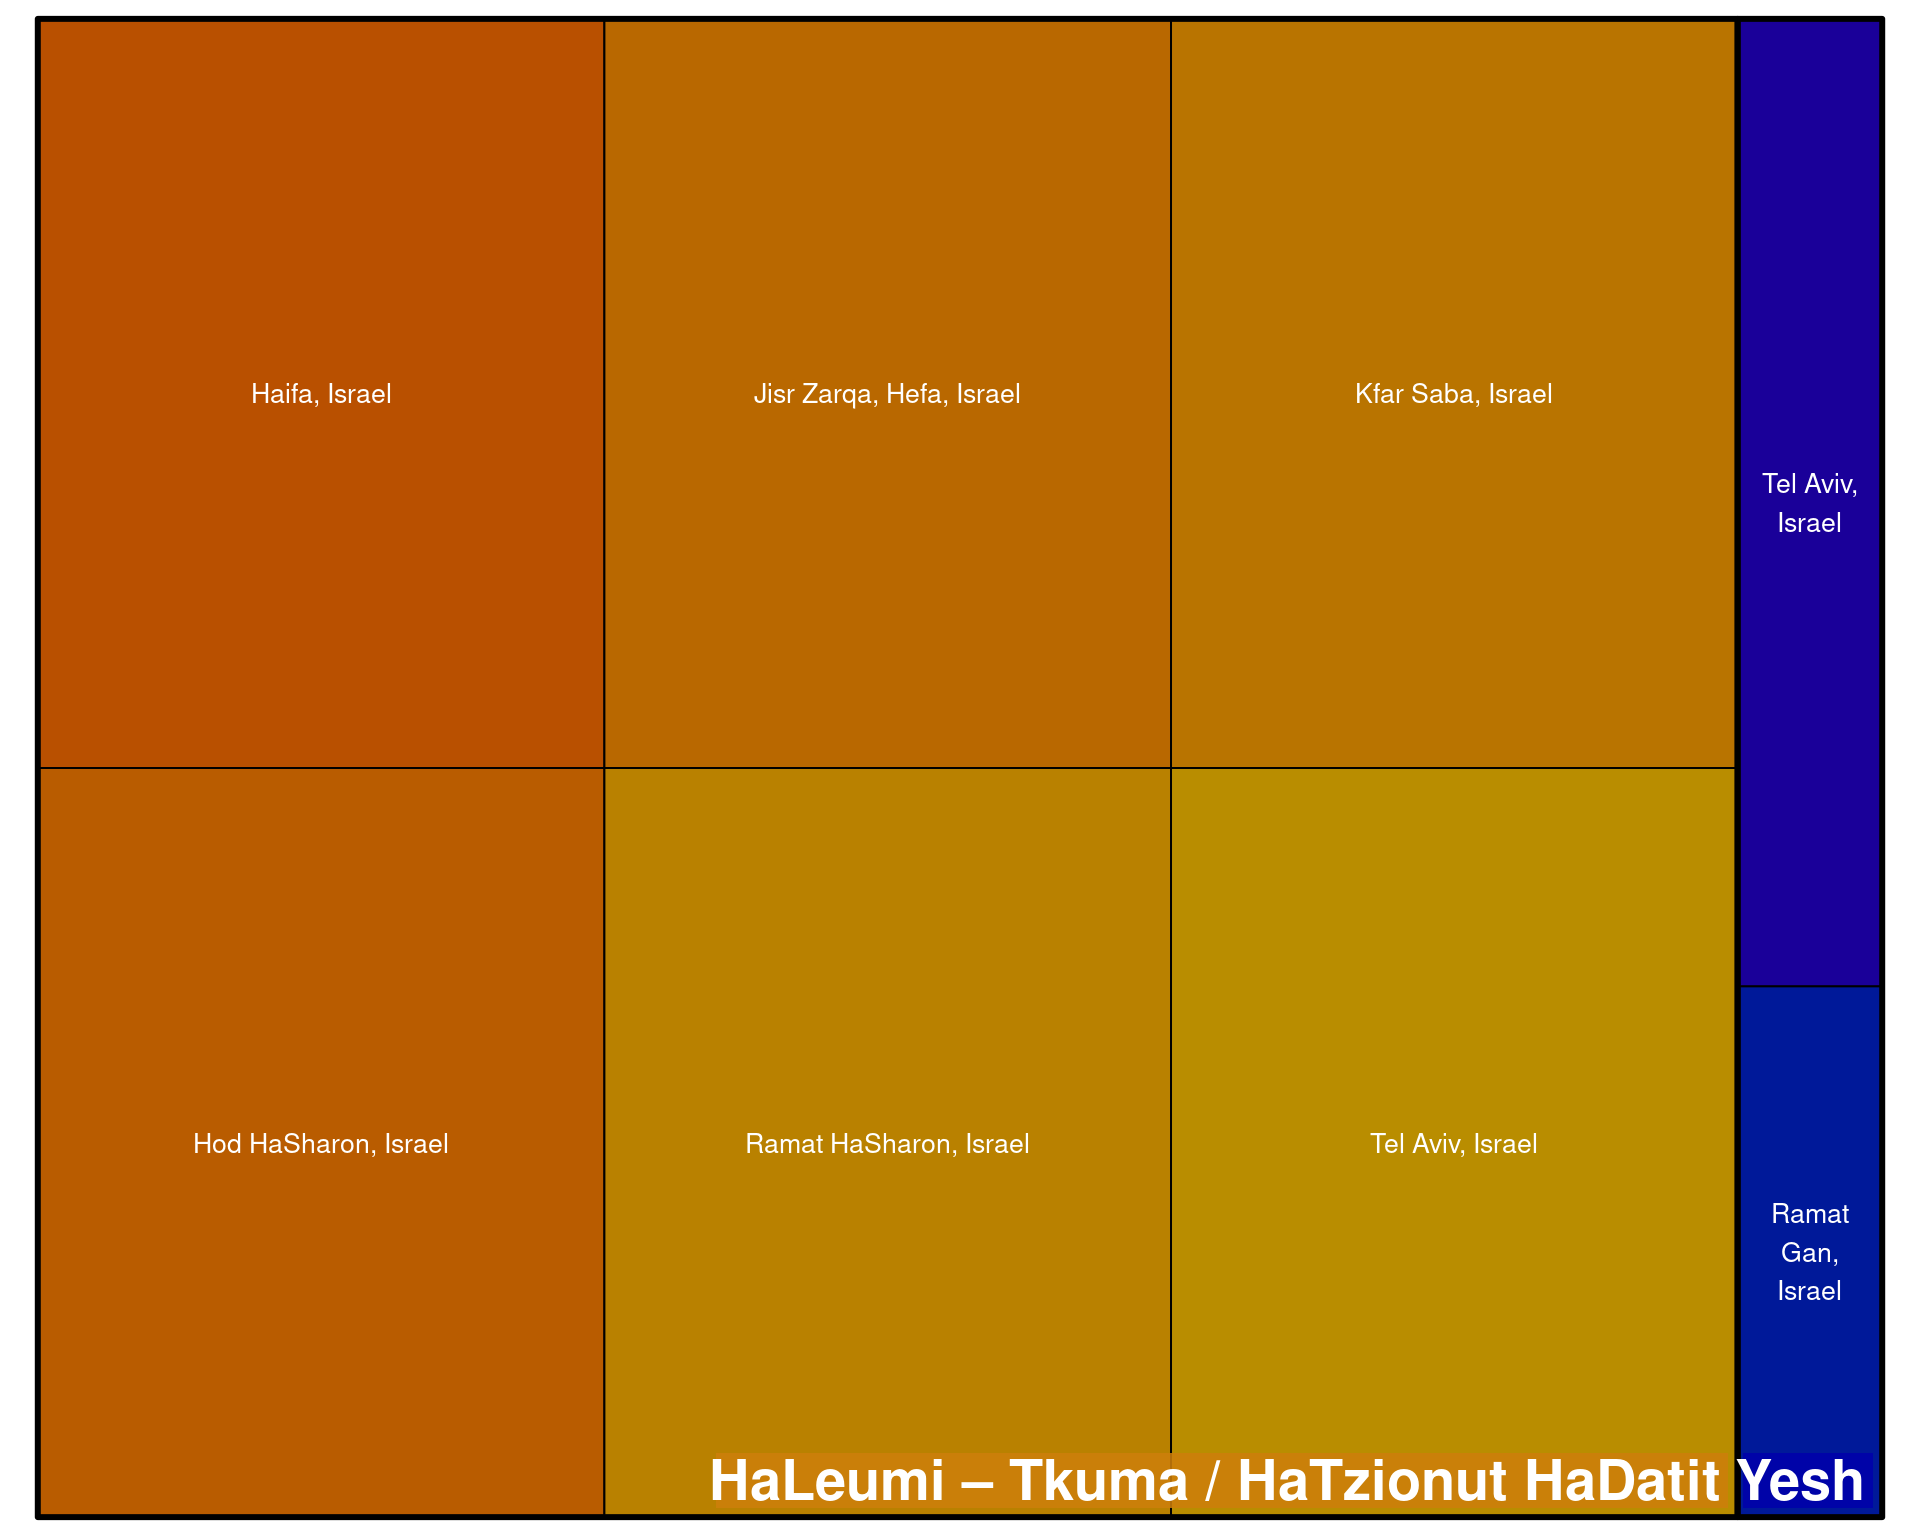 Haifa, Israel
Jisr Zarqa, Hefa, Israel
Kfar Saba, Israel
Tel Aviv,
Israel
Hod HaSharon, Israel
Ramat HaSharon, Israel
Tel Aviv, Israel
Ramat
Gan,
Israel
HaLeumi – Tkuma / HaTzionut HaDatit
Yesh